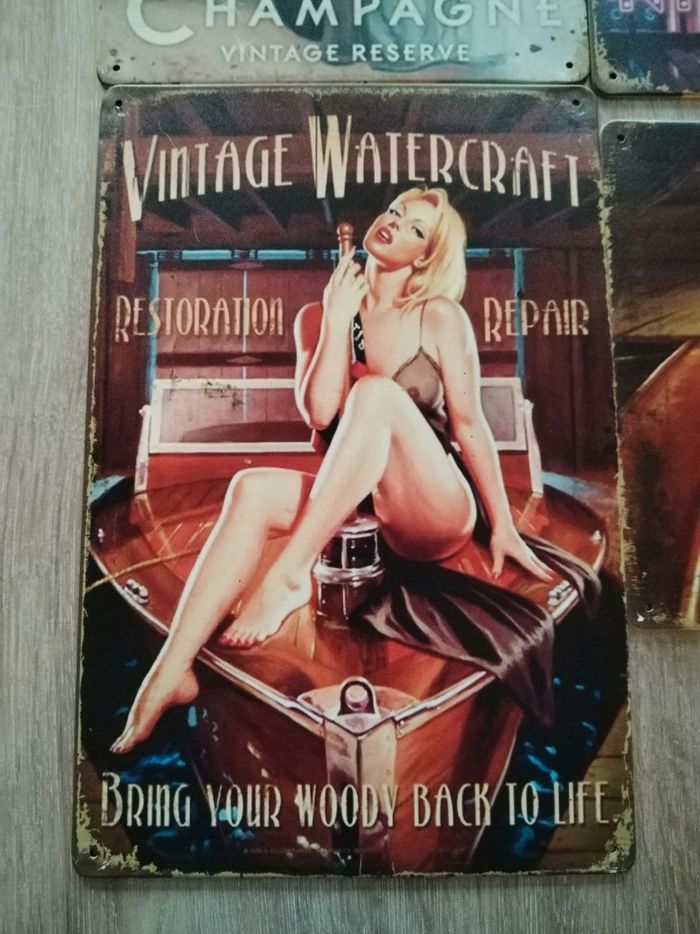 CHAMPAGNE
VINTAGE RESERVE
VINTAGE WATERCRAFT
RESTORATION REPAIR
BRING YOUR WOODY BACK TO LIFE